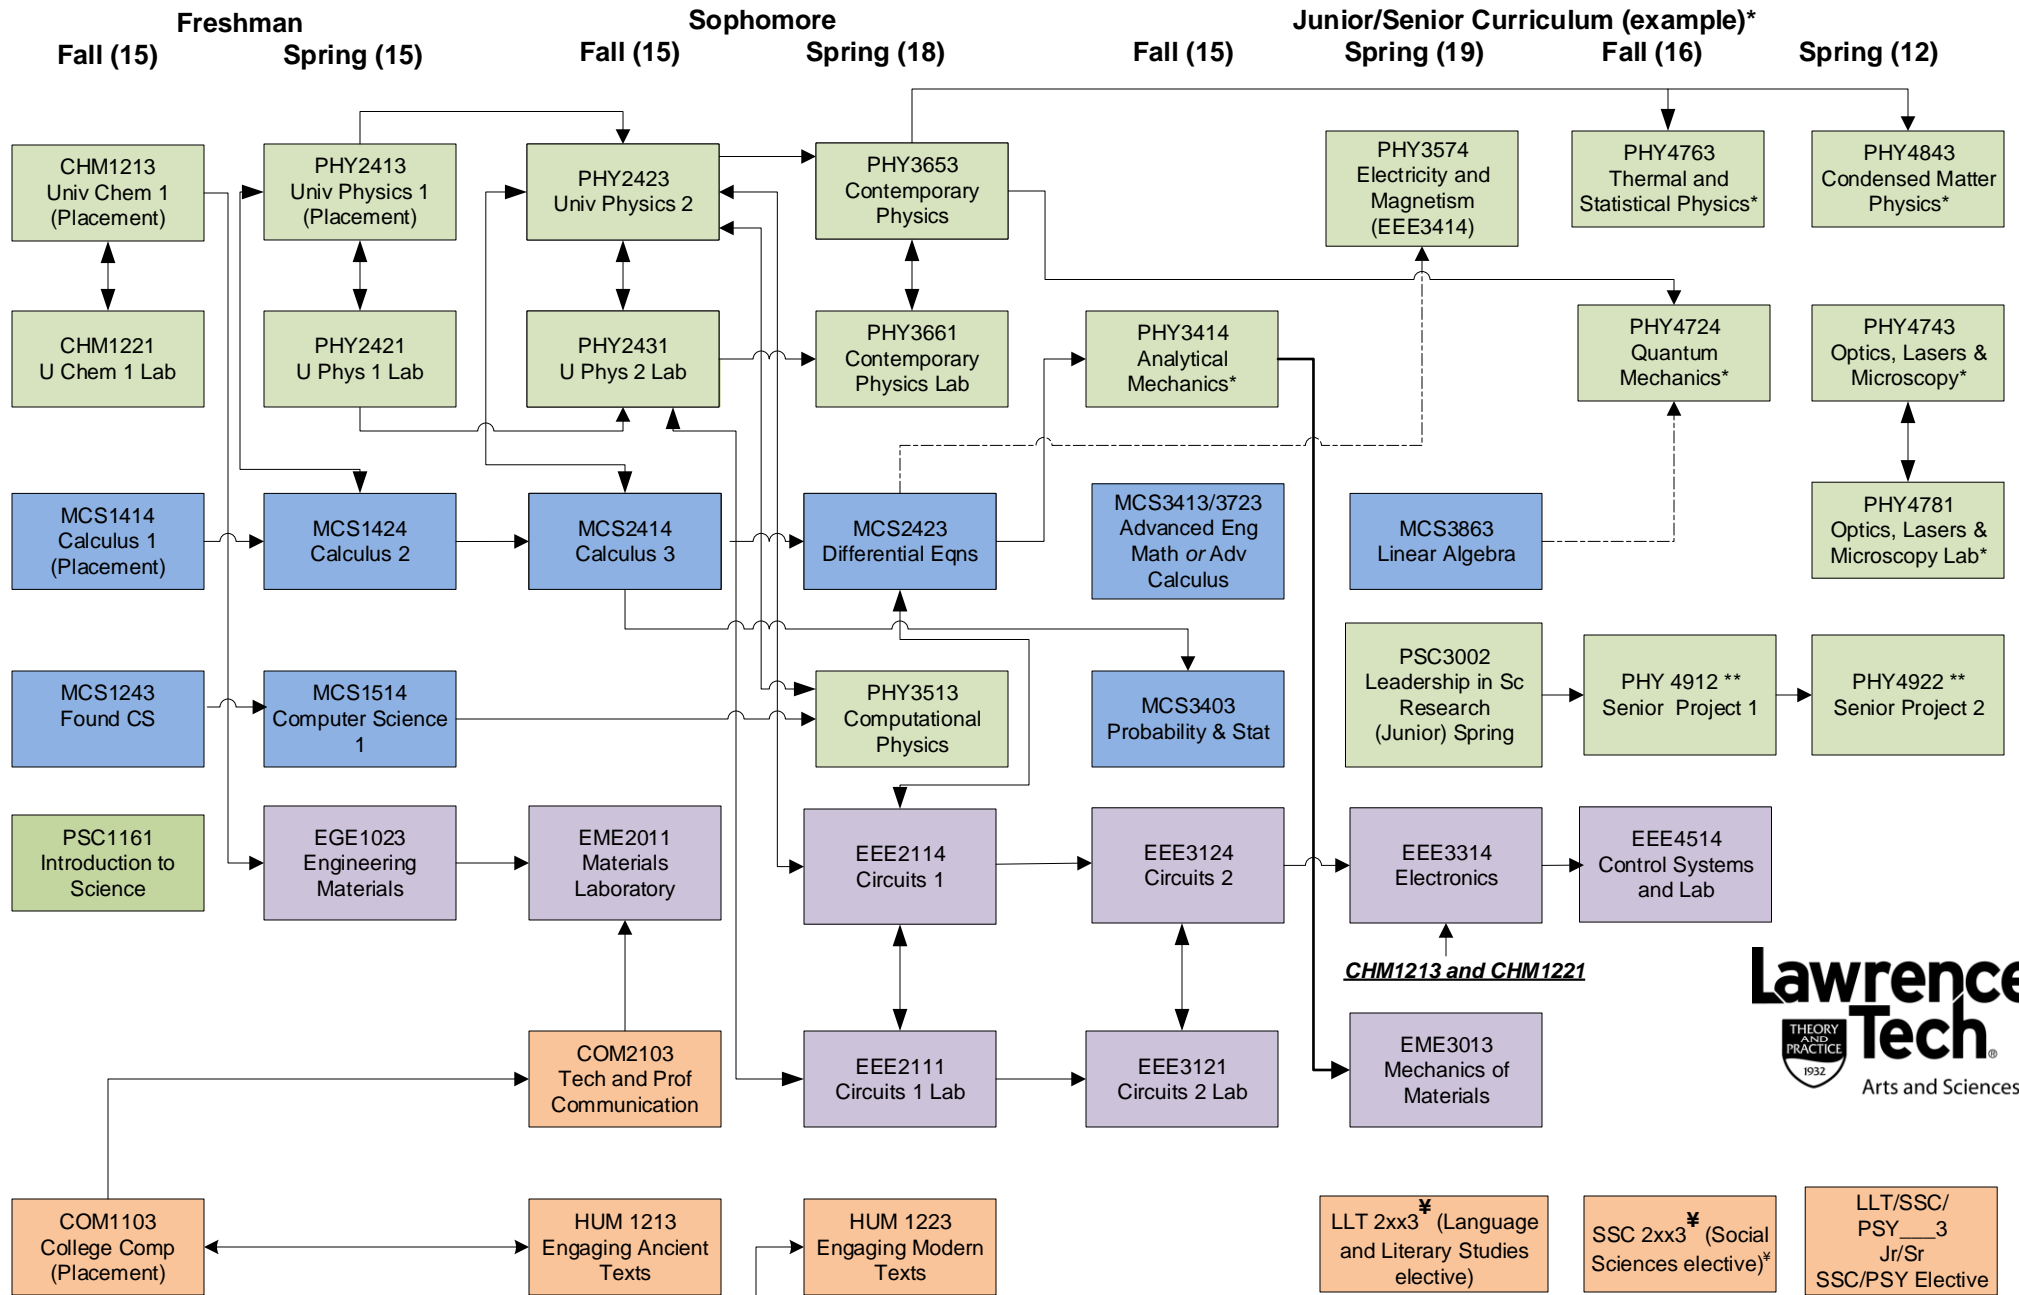 Freshman
Sophomore
Junior/Senior Curriculum (example)*
Fall (15)
Spring (15)
Fall (15)
Spring (18)
Fall (15)
Spring (19)
Fall (16)
Spring (12)
CHM1213
Univ Chem 1
(Placement)
PHY2413
Univ Physics 1
(Placement)
PHY2423
Univ Physics 2
PHY3653
Contemporary
Physics
PHY3574
Electricity and
Magnetism
(EEE3414)
PHY4763
Thermal and
Statistical Physics*
PHY4843
Condensed Matter
Physics*
CHM1221
U Chem 1 Lab
PHY2421
U Phys 1 Lab
PHY2431
U Phys 2 Lab
PHY3661
Contemporary
Physics Lab
PHY3414
Analytical
Mechanics*
PHY4724
Quantum
Mechanics*
PHY4743
Optics, Lasers &
Microscopy*
MCS1414
Calculus 1
(Placement)
MCS1424
Calculus 2
MCS2414
Calculus 3
MCS2423
Differential Eqns
MCS3413/3723
Advanced Eng
Math or Adv
Calculus
MCS3863
Linear Algebra
PHY4781
Optics, Lasers &
Microscopy Lab*
MCS1243
Found CS
MCS1514
Computer Science
1
PHY3513
Computational
Physics
MCS3403
Probability & Stat
PSC3002
Leadership in Sc
Research
(Junior) Spring
PHY 4912 **
Senior Project 1
PHY4922 **
Senior Project 2
PSC1161
Introduction to
Science
EGE1023
Engineering
Materials
EME2011
Materials
Laboratory
EEE2114
Circuits 1
EEE3124
Circuits 2
EEE3314
Electronics
EEE4514
Control Systems
and Lab
CHM1213 and CHM1221
Lawrence
Tech®
THEORY
AND
PRACTICE
1932
Arts and Sciences
COM2103
Tech and Prof
Communication
EEE2111
Circuits 1 Lab
EEE3121
Circuits 2 Lab
EME3013
Mechanics of
Materials
COM1103
College Comp
(Placement)
HUM 1213
Engaging Ancient
Texts
HUM 1223
Engaging Modern
Texts
LLT 2xx3¥ (Language
and Literary Studies
elective)
SSC 2xx3¥ (Social
Sciences elective)¥
LLT/SSC/
PSY___3
Jr/Sr
SSC/PSY Elective